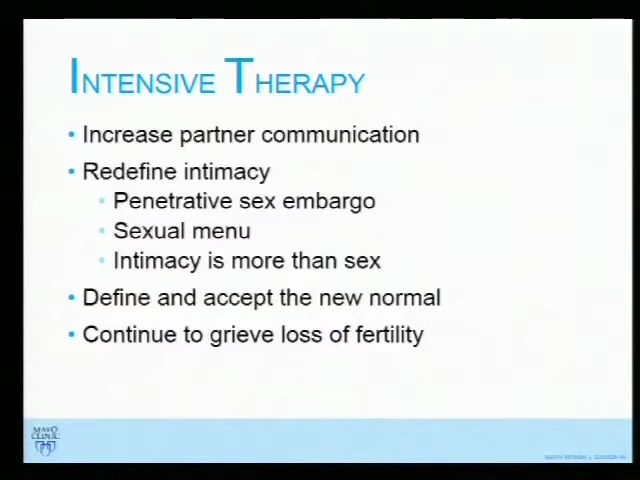 INTENSIVE THERAPY
• Increase partner communication
• Redefine intimacy
• Penetrative sex embargo
• Sexual menu
• Intimacy is more than sex
• Define and accept the new normal
• Continue to grieve loss of fertility
MAYO
CLINIC